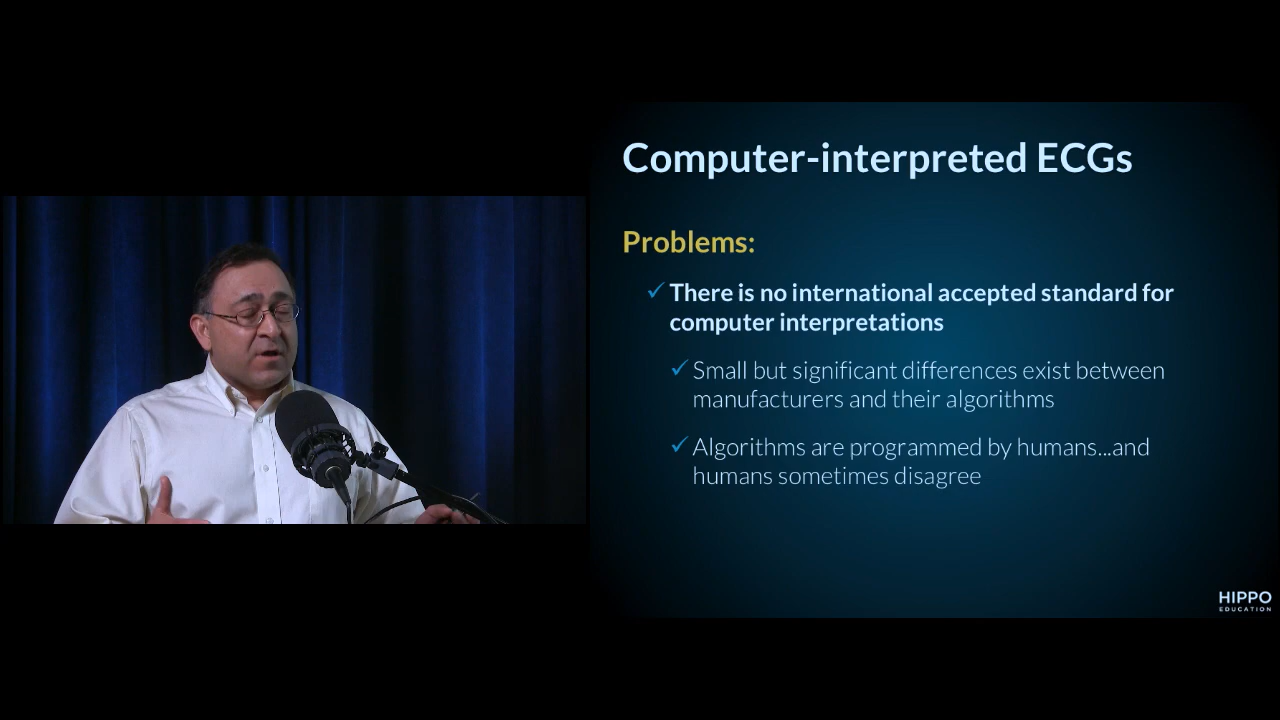 Computer-interpreted ECGs
Problems:
There is no international accepted standard for
computer interpretations
Small but significant differences exist between
manufacturers and their algorithms
Algorithms are programmed by humans...and
humans sometimes disagree
HIPPO
EDUCATION